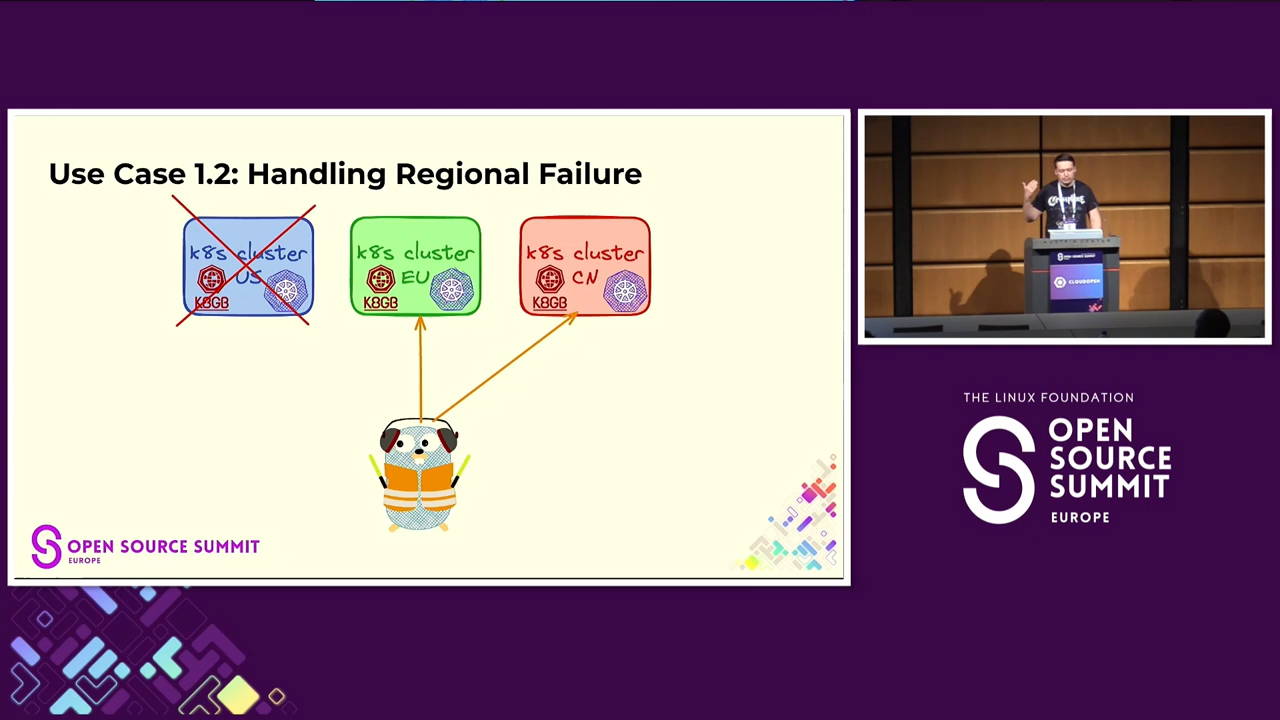 Use Case 1.2: Handling Regional Failure
k8s cluster
US
K8GB
k8s cluster
EU
K8GB
k8s cluster
CN
K8GB
OPEN SOURCE SUMMIT
EUROPE
CLOUDOPEN
THE LINUX FOUNDATION
OPEN
SOURCE
SUMMIT
EUROPE